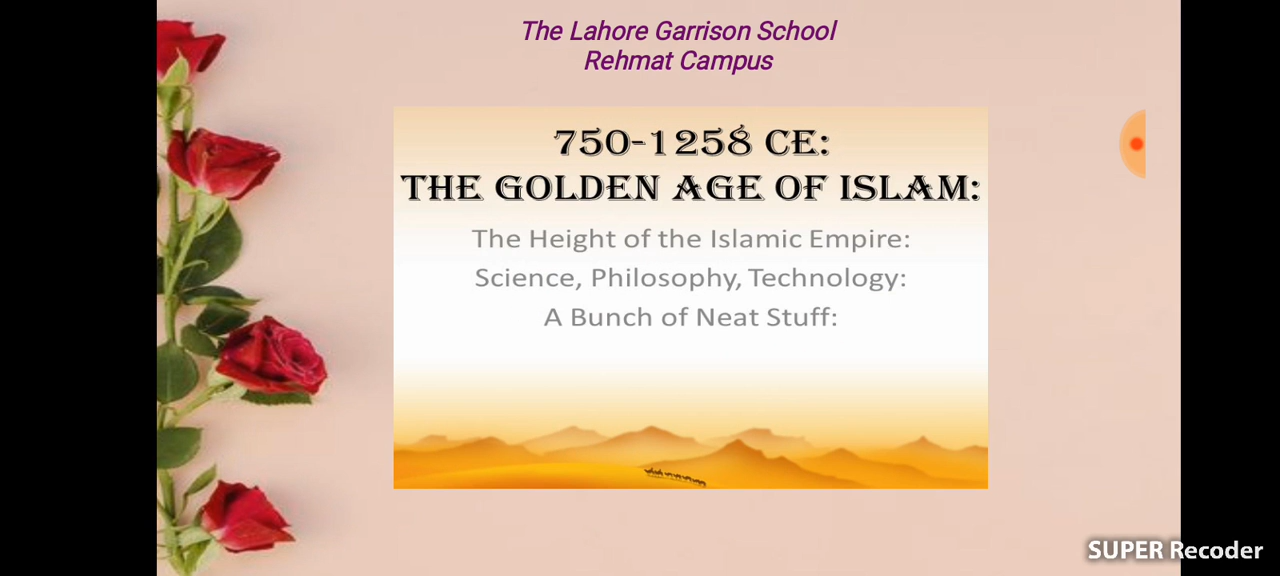 The Lahore Garrison School
Rehmat Campus
750-1258 CE:
THE GOLDEN AGE OF ISLAM:
The Height of the Islamic Empire:
Science, Philosophy, Technology:
A Bunch of Neat Stuff:
SUPER Recoder